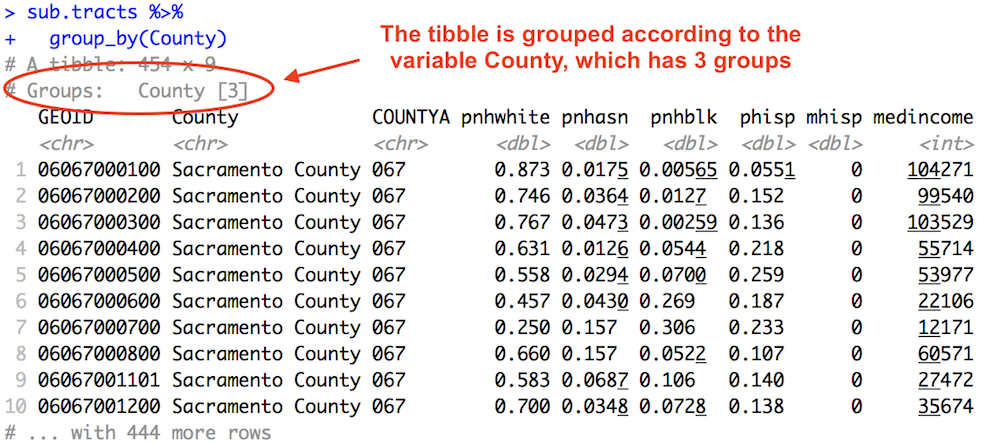 > sub.tracts %>%
+   group_by(County)
The tibble is grouped according to the
variable County, which has 3 groups
# A tibble: 454 x 9
# Groups:   County [3]
GEOID County COUNTYA pnhwhite pnhasn pnhblk phisp mhisp medincome
<chr> <chr> <chr> <dbl> <dbl> <dbl> <dbl> <dbl> <int>
1 06067000100 Sacramento County 067 0.873 0.0175 0.00565 0.0551 0 104271
2 06067000200 Sacramento County 067 0.746 0.0364 0.0127 0.152 0 99540
3 06067000300 Sacramento County 067 0.767 0.0473 0.00259 0.136 0 103529
4 06067000400 Sacramento County 067 0.631 0.0126 0.0544 0.218 0 55714
5 06067000500 Sacramento County 067 0.558 0.0294 0.0700 0.259 0 53977
6 06067000600 Sacramento County 067 0.457 0.0430 0.269 0.187 0 22106
7 06067000700 Sacramento County 067 0.250 0.157 0.306 0.233 0 12171
8 06067000800 Sacramento County 067 0.660 0.157 0.0522 0.107 0 60571
9 06067001101 Sacramento County 067 0.583 0.0687 0.106 0.140 0 27472
10 06067001200 Sacramento County 067 0.700 0.0348 0.0728 0.138 0 35674
# ... with 444 more rows